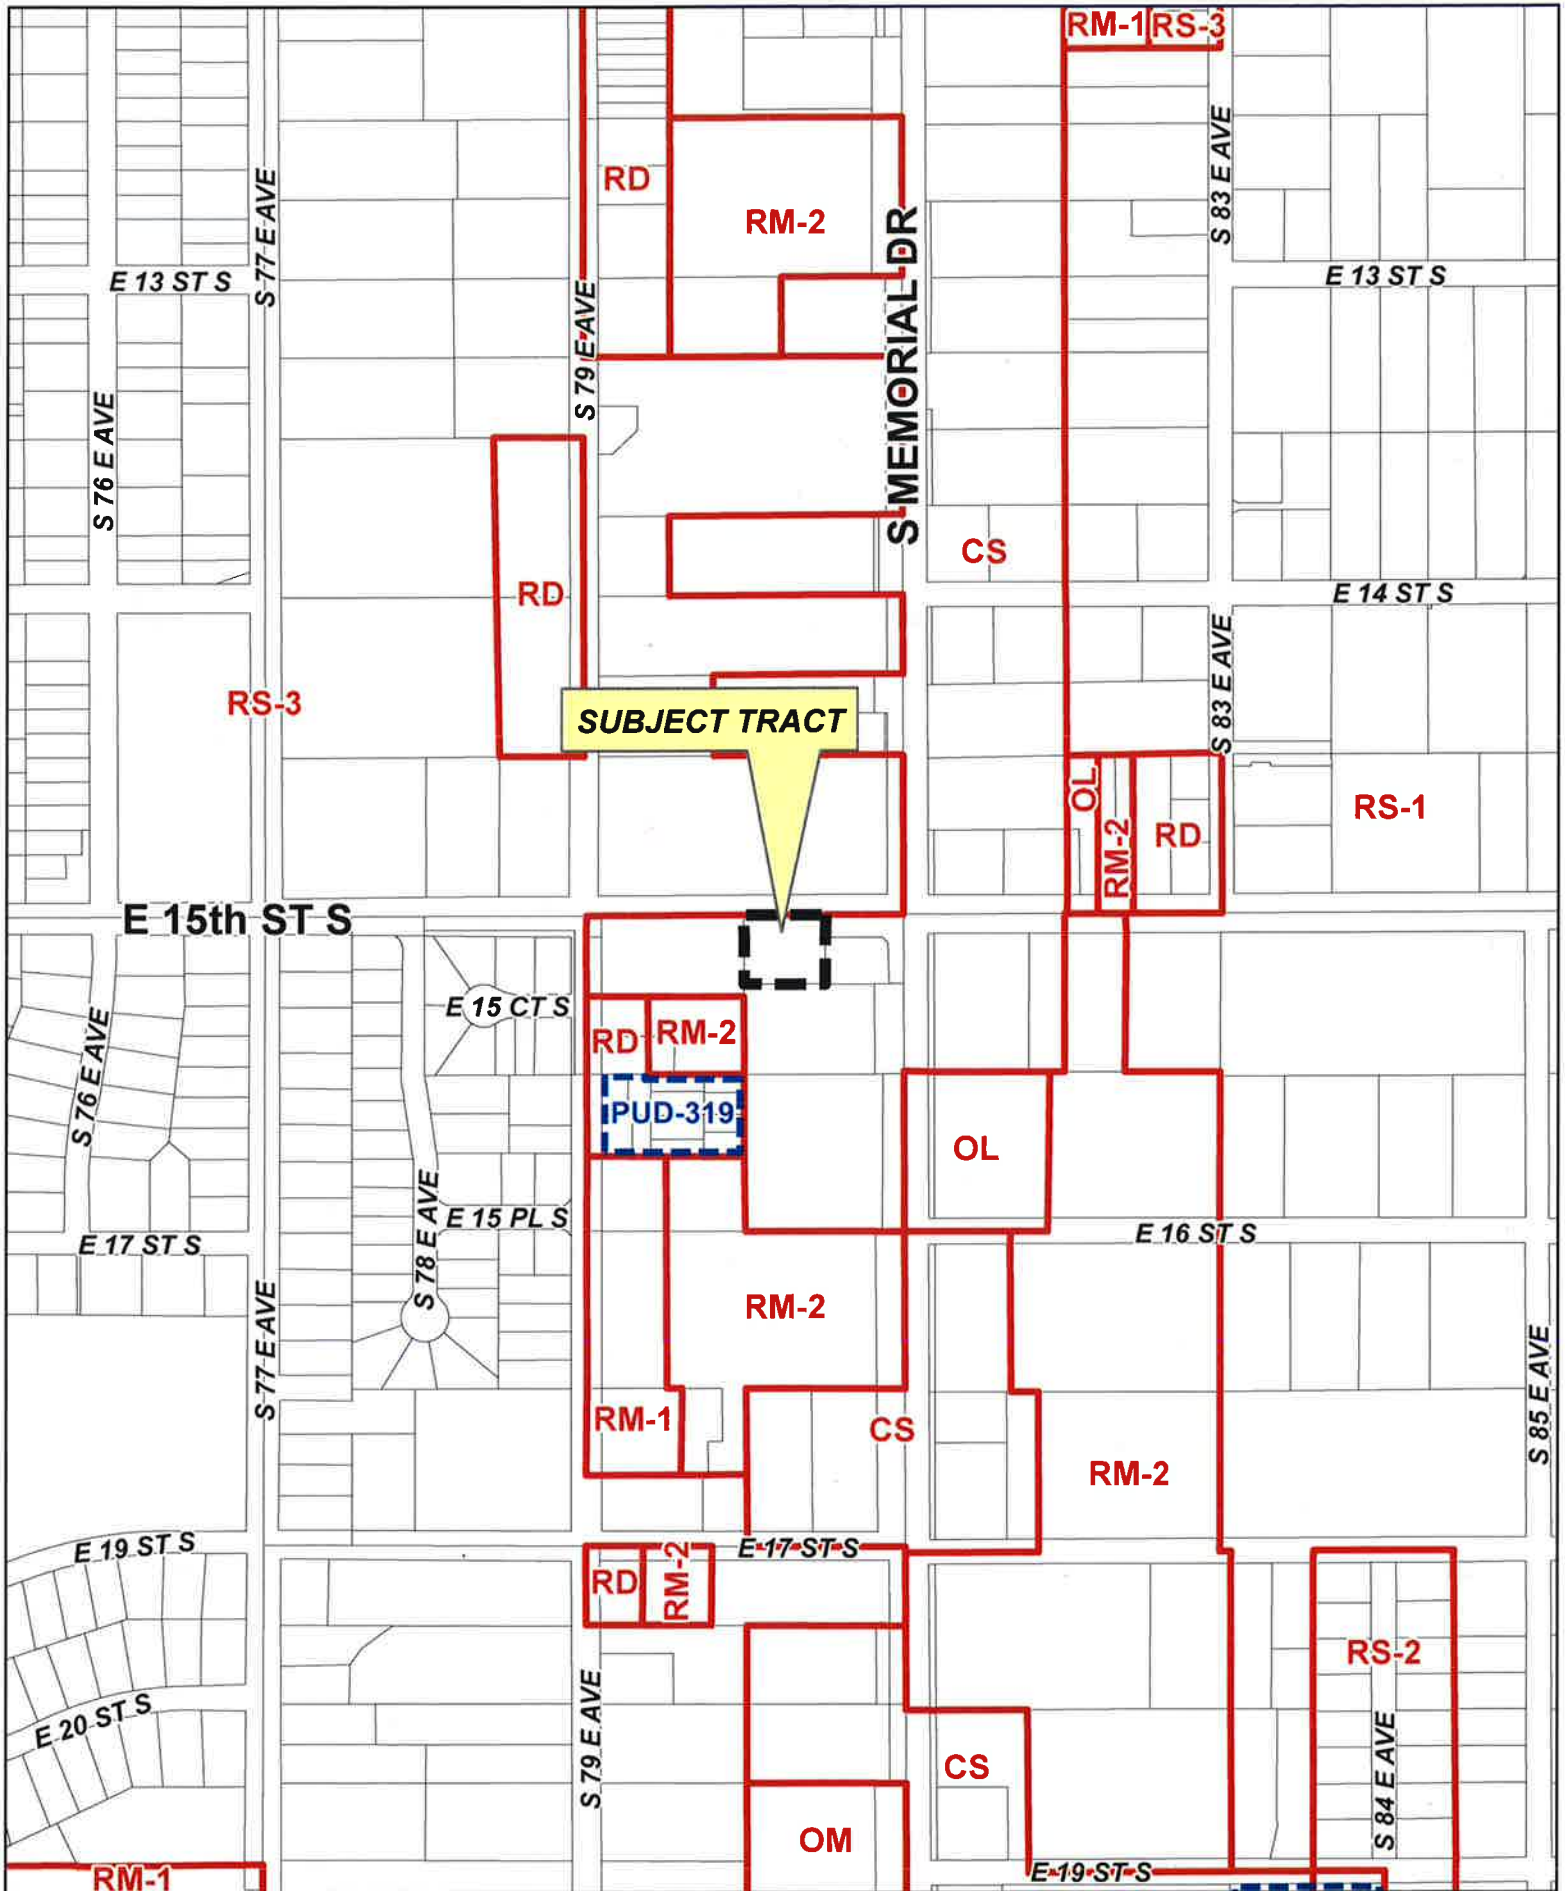 RM-1
RS-3
S 83 E AVE
S 77 E AVE
RD
RM-2
S MEMORIAL DR
E 13 ST S
E 13 ST S
S 79 E AVE
S 76 E AVE
CS
RD
E 14 ST S
S 83 E AVE
RS-3
SUBJECT TRACT
OL
RM-2
RD
RS-1
E 15th ST S
E 15 CT S
RD
RM-2
S 76 E AVE
PUD-319
OL
S 78 E AVE
E 15 PL S
E 17 ST S
E 16 ST S
RM-2
S 77 E AVE
S 85 E AVE
RM-1
CS
RM-2
E 19 ST S
E 17 ST S
RD
RM-2
RS-2
E 20 ST S
S 79 E AVE
CS
S 84 E AVE
OM
RM-1
E 19 ST S